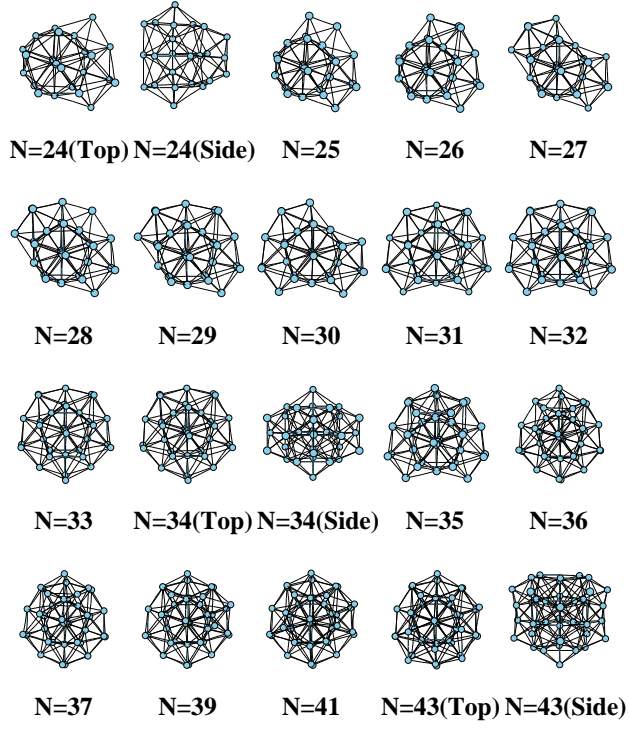 N=24(Top) N=24(Side) N=25 N=26 N=27
N=28 N=29 N=30 N=31 N=32
N=33 N=34(Top) N=34(Side) N=35 N=36
N=37 N=39 N=41 N=43(Top) N=43(Side)